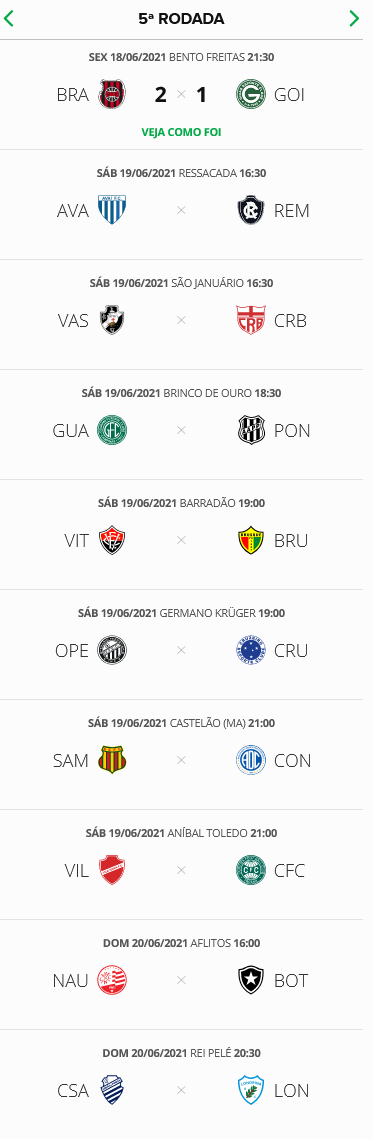 5ª RODADA
SEX 18/06/2021 BENTO FREITAS 21:30
BRA 2 × 1 GOI
VEJA COMO FOI
SÁB 19/06/2021 RESSACADA 16:30
AVA × REM
SÁB 19/06/2021 SÃO JANUÁRIO 16:30
VAS × CRB
SÁB 19/06/2021 BRINCO DE OURO 18:30
GUA × PON
SÁB 19/06/2021 BARRADÃO 19:00
VIT × BRU
SÁB 19/06/2021 GERMANO KRÜGER 19:00
OPE × CRU
SÁB 19/06/2021 CASTELÃO (MA) 21:00
SAM × CON
SÁB 19/06/2021 ANÍBAL TOLEDO 21:00
VIL × CFC
DOM 20/06/2021 AFLITOS 16:00
NAU × BOT
DOM 20/06/2021 REI PELÉ 20:30
CSA × LON